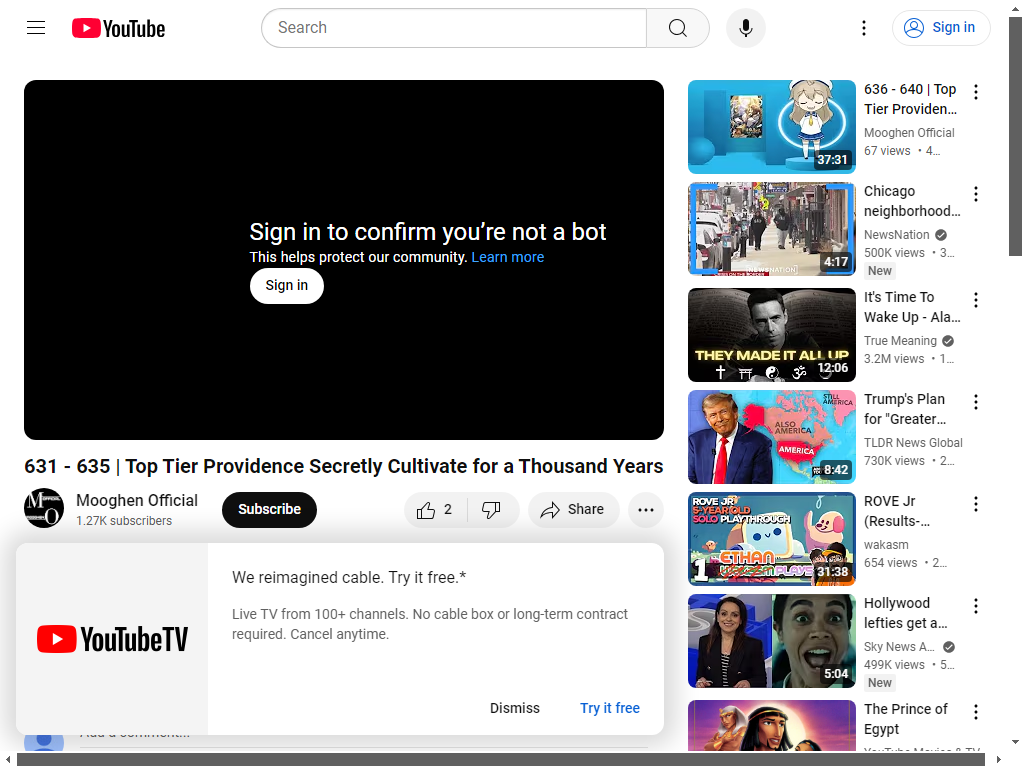 YouTube
Search
Sign in
Sign in to confirm you’re not a bot
This helps protect our community. Learn more
Sign in
631 - 635 | Top Tier Providence Secretly Cultivate for a Thousand Years
Mooghen Official
1.27K subscribers
Subscribe
2
Share
We reimagined cable. Try it free.*
Live TV from 100+ channels. No cable box or long-term contract
required. Cancel anytime.
YouTubeTV
Dismiss
Try it free
Add a comment...
37:31
636 - 640 | Top
Tier Providen…
Mooghen Official
67 views • 4…
NEWSNATION
4:17
Chicago
neighborhood…
NewsNation
500K views • 3…
New
THEY MADE IT ALL UP
12:06
It's Time To
Wake Up - Ala…
True Meaning
3.2M views • 1…
STILL
AMERICA
ALSO
AMERICA
AMERICA
8:42
Trump's Plan
for "Greater…
TLDR News Global
730K views • 2…
ROVE JR
5-YEAR OLD
SOLO PLAYTHROUGH
1
ETHAN
WAKASM PLAYS
31:38
ROVE Jr
(Results-…
wakasm
654 views • 2…
5:04
Hollywood
lefties get a…
Sky News A…
499K views • 5…
New
The Prince of
Egypt
YouTube Movies & TV